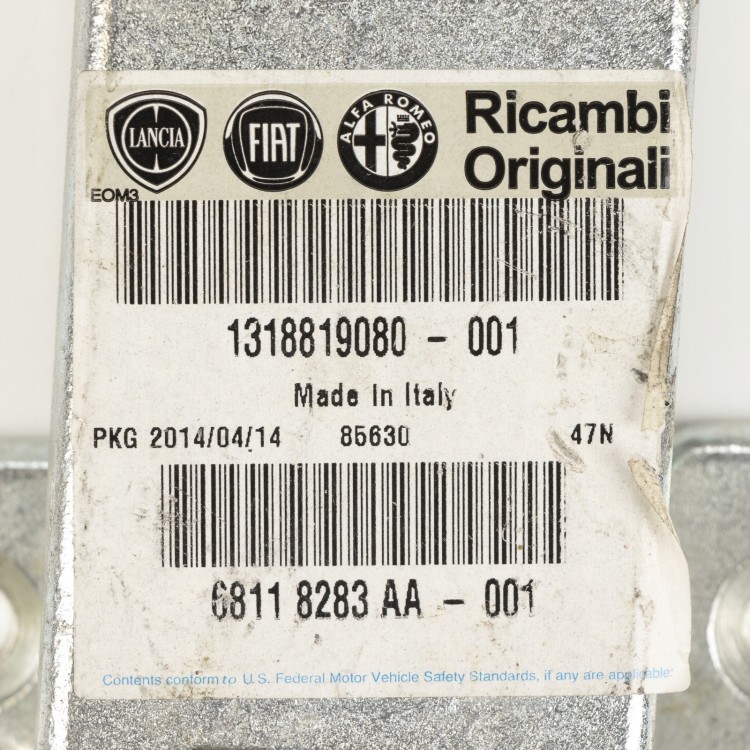 LANCIA FIAT ALFA ROMEO Ricambi
Originali
EOM3
1318819080 - 001
Made In Italy
PKG 2014/04/14 85630 47N
6811 8283 AA - 001
Contents conform to U.S. Federal Motor Vehicle Safety Standards, if any are applicable.